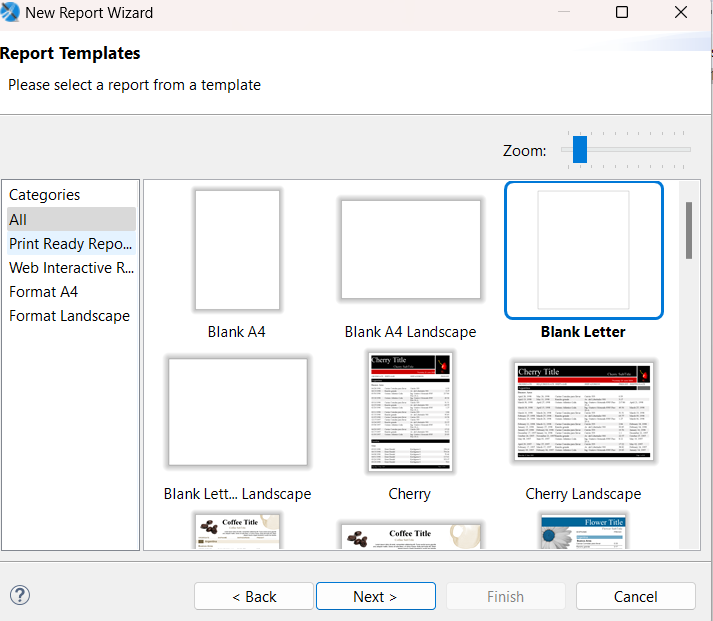 New Report Wizard
Report Templates
Please select a report from a template
Zoom:
Categories
All
Print Ready Repo...
Web Interactive R...
Format A4
Format Landscape
Blank A4
Blank A4 Landscape
Blank Letter
Cherry Title
Cherry Title
Blank Lett... Landscape
Cherry
Cherry Landscape
Coffee Title
Coffee Title
Flower Title
?
< Back
Next >
Finish
Cancel